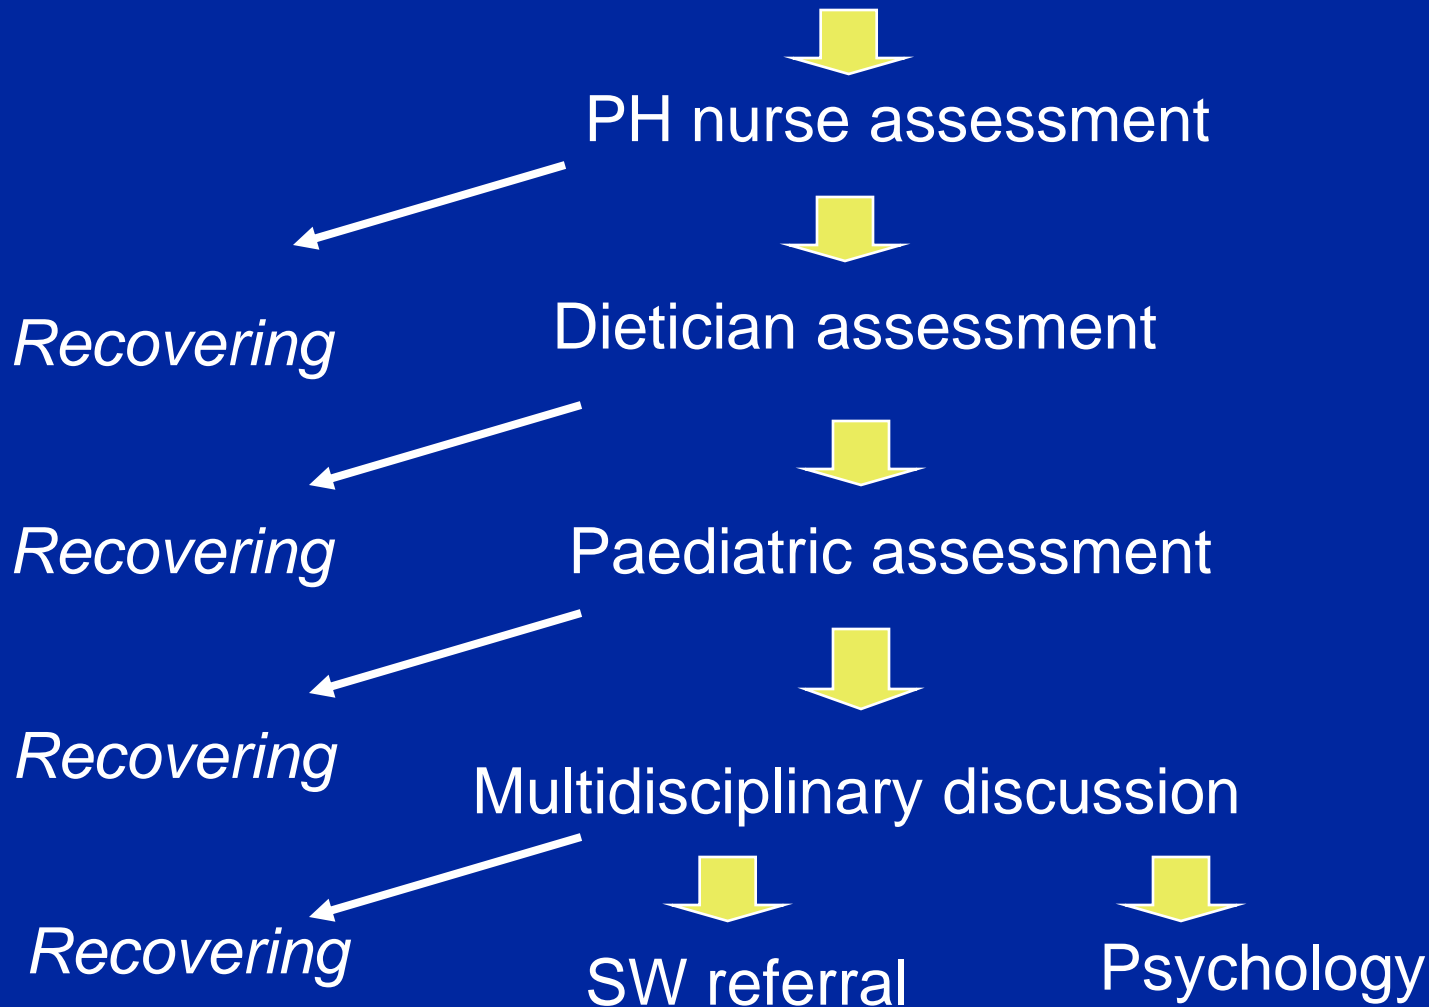 PH nurse assessment
Recovering
Dietician assessment
Recovering
Paediatric assessment
Recovering
Multidisciplinary discussion
Recovering
SW referral
Psychology